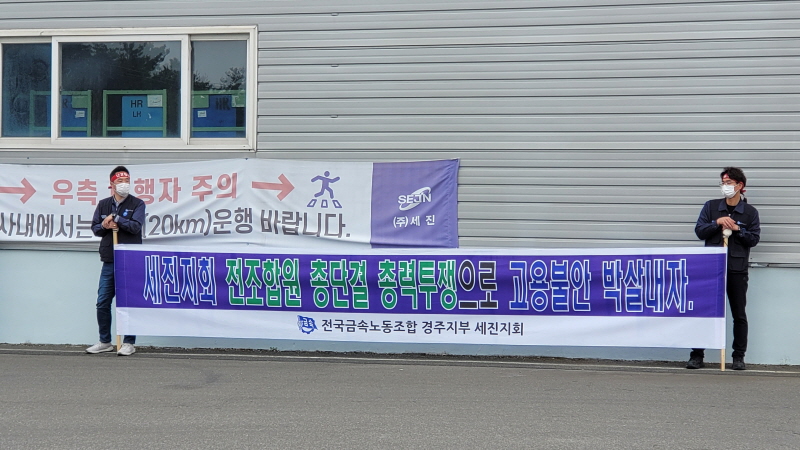 HR
LH
HR
우측 행자 주의
사내에서는 (20km)운행 바랍니다.
SEJIN
(주)세진
세진지회 전조합원 총단결 총력투쟁으로 고용불안 박살내자.
전국금속노동조합 경주지부 세진지회